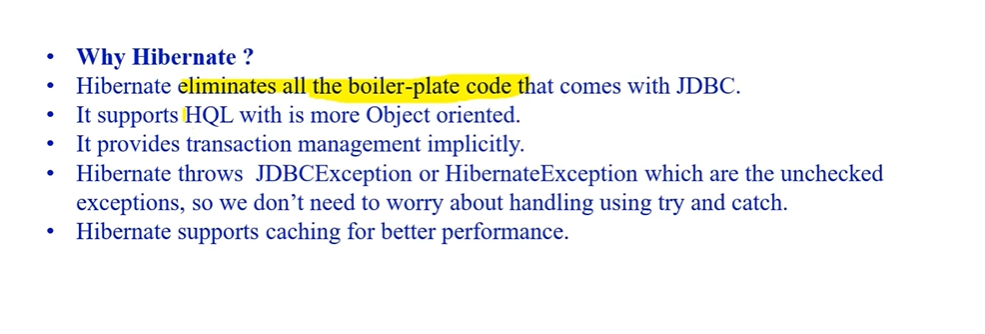 • Why Hibernate ?
• Hibernate eliminates all the boiler-plate code that comes with JDBC.
• It supports HQL with is more Object oriented.
• It provides transaction management implicitly.
• Hibernate throws  JDBCException or HibernateException which are the unchecked
exceptions, so we don’t need to worry about handling using try and catch.
• Hibernate supports caching for better performance.